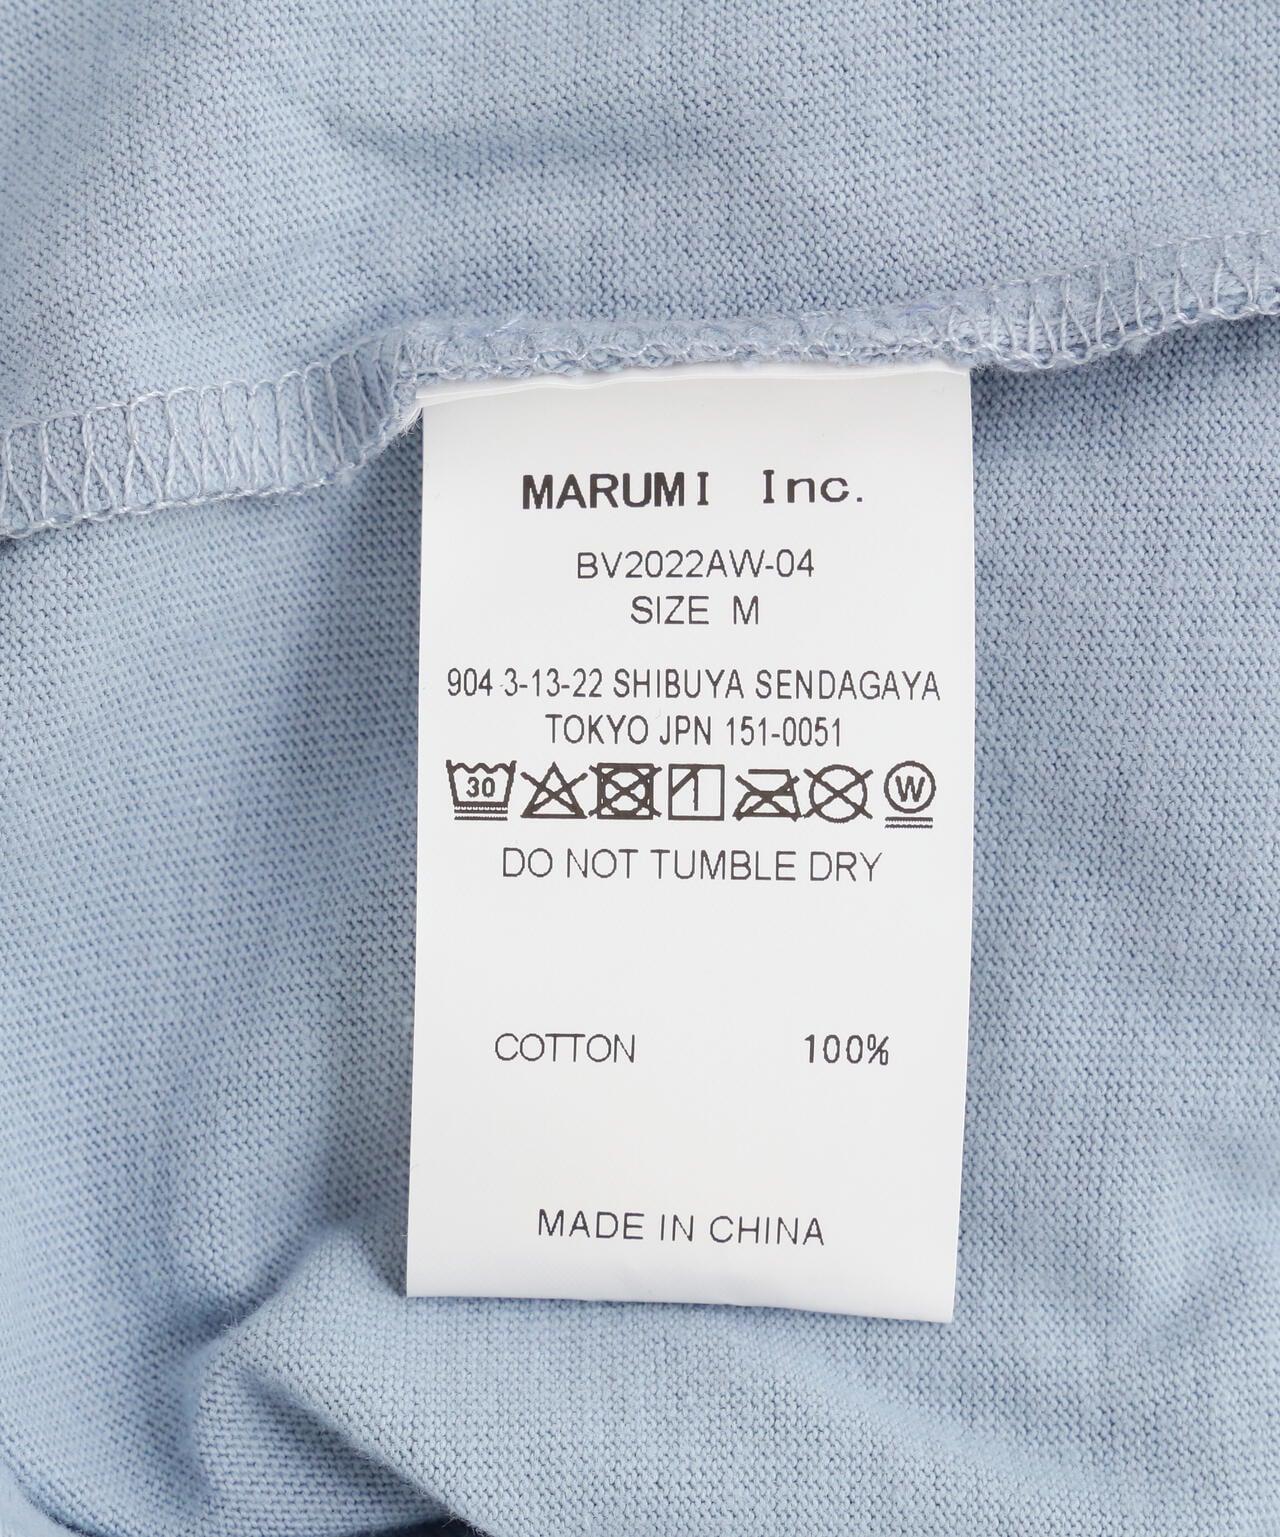 MARUMI Inc.
BV2022AW-04
SIZE M
904 3-13-22 SHIBUYA SENDAGAYA
TOKYO JPN 151-0051
30 W
DO NOT TUMBLE DRY
COTTON 100%
MADE IN CHINA